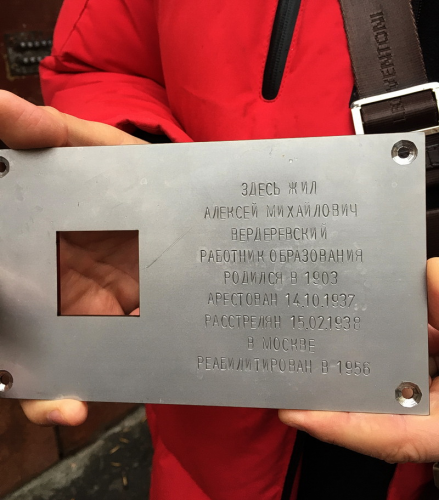 ЗДЕСЬ ЖИЛ
АЛЕКСЕЙ МИХАЙЛОВИЧ
ВЕРДЕРЕВСКИЙ
РАБОТНИК ОБРАЗОВАНИЯ
РОДИЛСЯ В 1903
АРЕСТОВАН 14.10.1937
РАССТРЕЛЯН 15.02.1938
В МОСКВЕ
РЕАБИЛИТИРОВАН В 1956